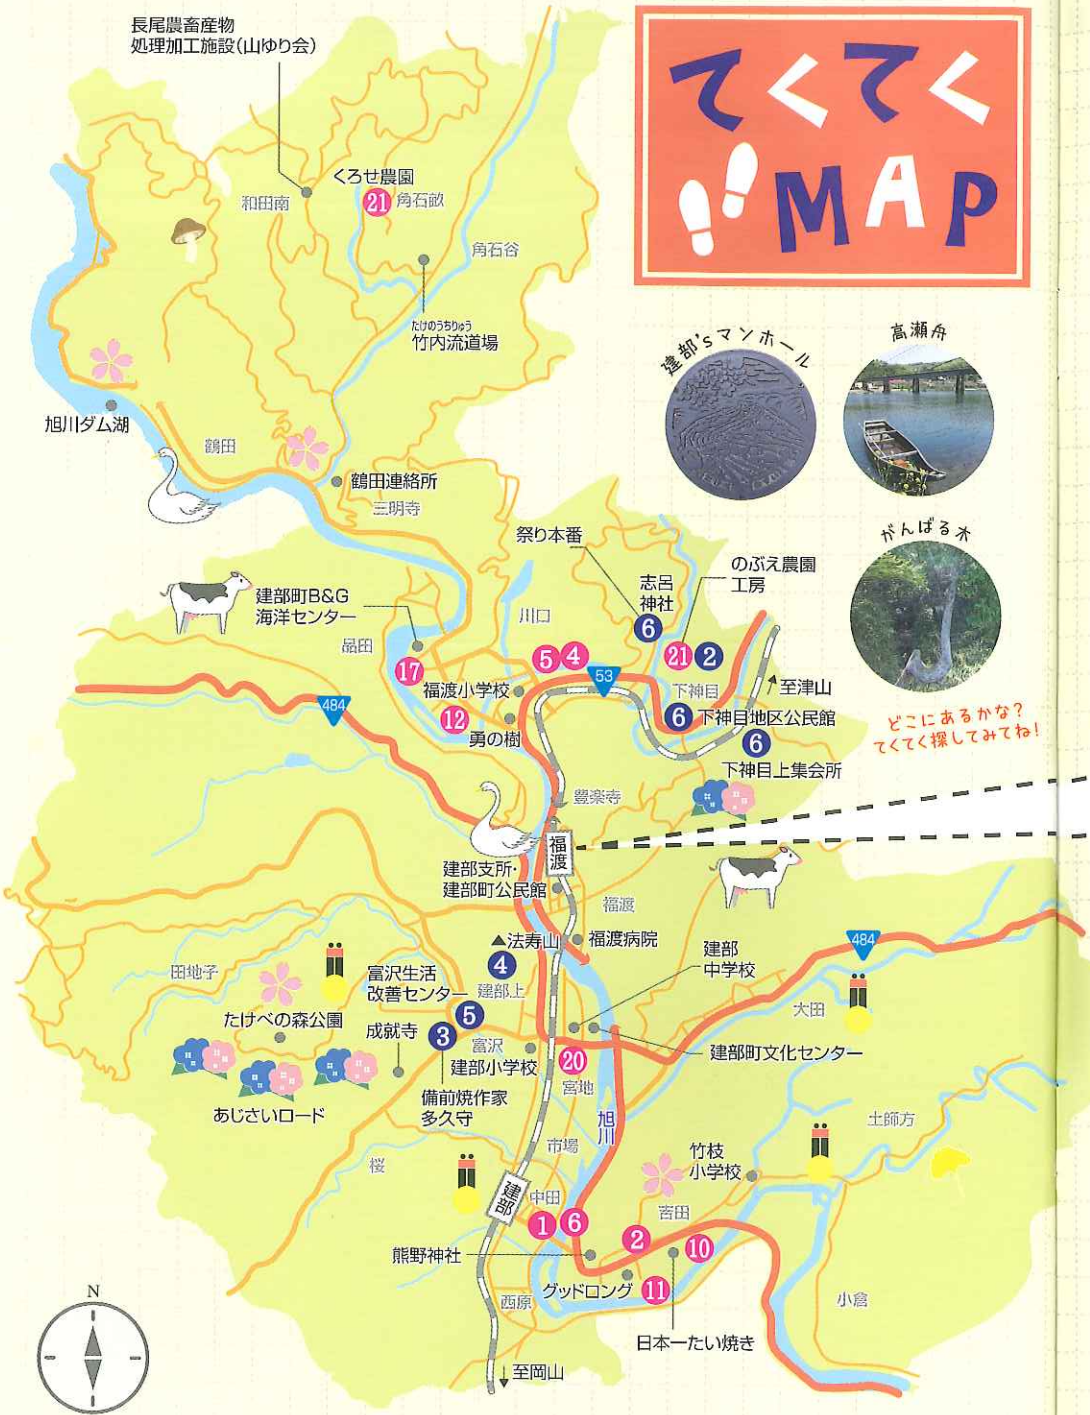 長尾農畜産物
処理加工施設(山ゆり会)
てくてく
MAP
くろせ農園
21
角石畝
和田南
角石谷
たけのうちりゅう
竹内流道場
建部'sマンホール
高瀬舟
旭川ダム湖
鶴田
鶴田連絡所
三明寺
がんばる木
祭り本番
のぶえ農園
工房
志呂
神社
6
21
2
建部町B&G
海洋センター
品田
川口
17
5
4
53
下神目
至津山
484
福渡小学校
12
勇の樹
6
下神目地区公民館
6
下神目上集会所
どこにあるかな?
てくてく探してみてね!
豊楽寺
福渡
建部支所・
建部町公民館
福渡
▲法寿山
福渡病院
4
建部上
建部
中学校
484
田地子
富沢生活
改善センター
大田
たけべの森公園
成就寺
5
3
富沢
建部小学校
20
宮地
建部町文化センター
備前焼作家
多久守
あじさいロード
旭川
土師方
市場
桜
竹枝
小学校
建部
中田
1
6
吉田
2
10
熊野神社
グッドロング
11
西原
小倉
日本一たい焼き
N
至岡山